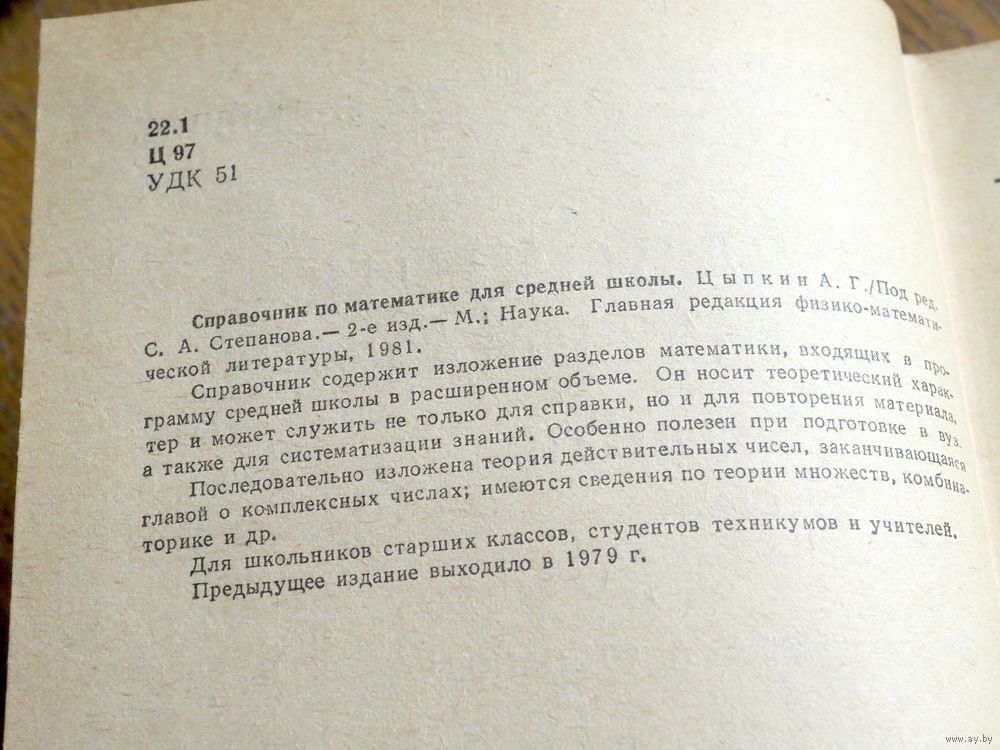 22.1
Ц 97
УДК 51
Справочник по математике для средней школы. Цыпкин А. Г./Под ред.
С. А. Степанова.— 2-е изд.— М.: Наука. Главная редакция физико-математи-
ческой литературы, 1981.
Справочник содержит изложение разделов математики, входящих в про-
грамму средней школы в расширенном объеме. Он носит теоретический харак-
тер и может служить не только для справки, но и для повторения материала,
а также для систематизации знаний. Особенно полезен при подготовке в вуз.
Последовательно изложена теория действительных чисел, заканчивающаяся
главой о комплексных числах; имеются сведения по теории множеств, комбина-
торике и др.
Для школьников старших классов, студентов техникумов и учителей.
Предыдущее издание выходило в 1979 г.
www.ay.by